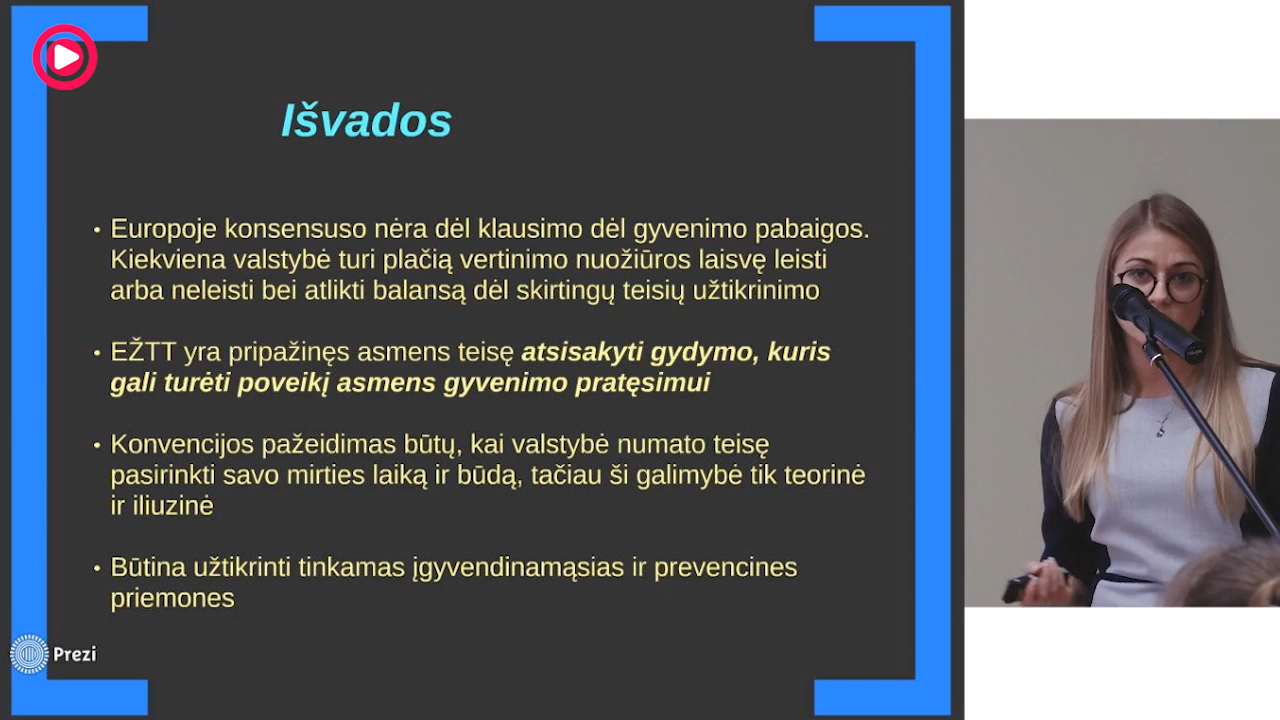 Išvados
• Europoje konsensuso nėra dėl klausimo dėl gyvenimo pabaigos.
Kiekviena valstybė turi plačią vertinimo nuožiūros laisvę leisti
arba neleisti bei atlikti balansą dėl skirtingų teisių užtikrinimo
• EŽTT yra pripažinęs asmens teisę atsisakyti gydymo, kuris
gali turėti poveikį asmens gyvenimo pratęsimui
• Konvencijos pažeidimas būtų, kai valstybė numato teisę
pasirinkti savo mirties laiką ir būdą, tačiau ši galimybė tik teorinė
ir iliuzinė
• Būtina užtikrinti tinkamas įgyvendinamąsias ir prevencines
priemones
Prezi